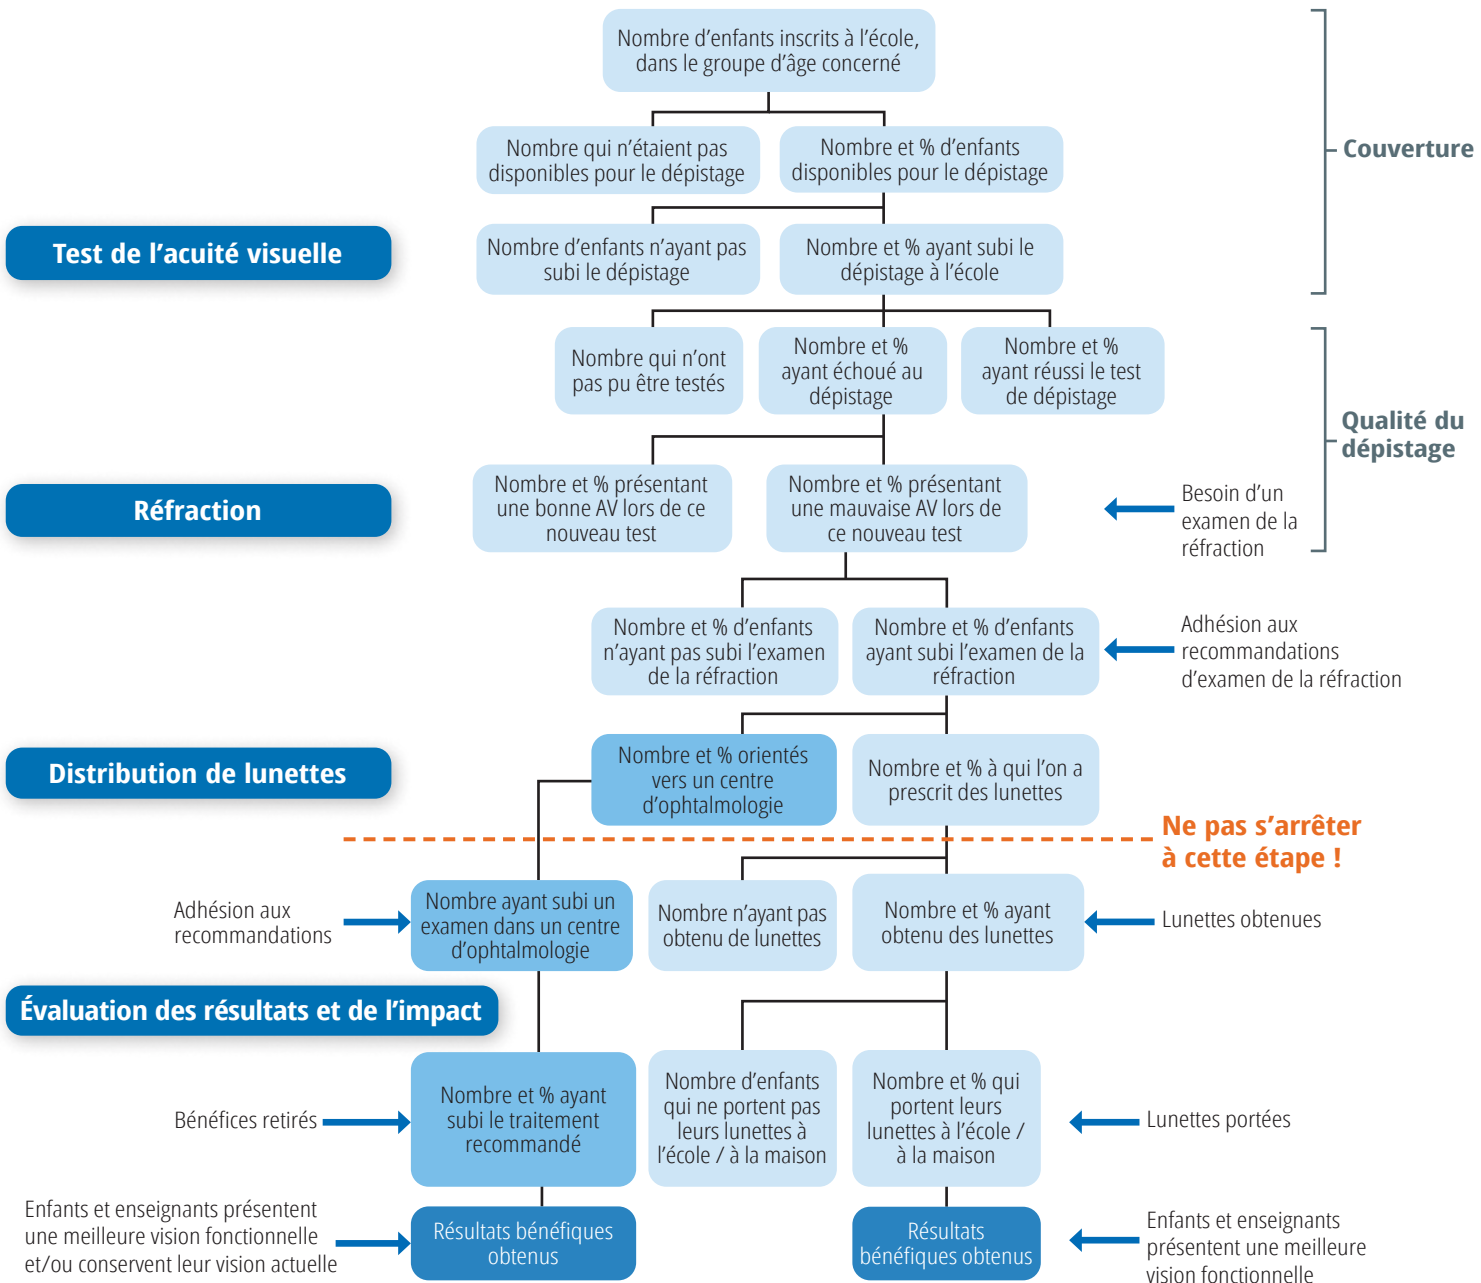 Nombre d’enfants inscrits à l’école,
dans le groupe d’âge concerné
Couverture
Nombre qui n’étaient pas
disponibles pour le dépistage
Nombre et % d’enfants
disponibles pour le dépistage
Test de l’acuité visuelle
Nombre d’enfants n’ayant pas
subi le dépistage
Nombre et % ayant subi le
dépistage à l’école
Nombre qui n’ont
pas pu être testés
Nombre et %
ayant échoué au
dépistage
Nombre et %
ayant réussi le test
de dépistage
Qualité du
dépistage
Réfraction
Nombre et % présentant
une bonne AV lors de ce
nouveau test
Nombre et % présentant
une mauvaise AV lors de
ce nouveau test
Besoin d’un
examen de la
réfraction
Nombre et % d’enfants
n’ayant pas subi l’examen
de la réfraction
Nombre et % d’enfants
ayant subi l’examen de la
réfraction
Adhésion aux
recommandations
d’examen de la réfraction
Distribution de lunettes
Nombre et % orientés
vers un centre
d’ophtalmologie
Nombre et % à qui l’on a
prescrit des lunettes
Ne pas s’arrêter
à cette étape !
Adhésion aux
recommandations
Nombre ayant subi un
examen dans un centre
d’ophtalmologie
Nombre n’ayant pas
obtenu de lunettes
Nombre et % ayant
obtenu des lunettes
Lunettes obtenues
Évaluation des résultats et de l’impact
Bénéfices retirés
Nombre et % ayant
subi le traitement
recommandé
Nombre d’enfants
qui ne portent pas
leurs lunettes à
l’école / à la maison
Nombre et % qui
portent leurs
lunettes à l’école /
à la maison
Lunettes portées
Enfants et enseignants présentent
une meilleure vision fonctionnelle
et/ou conservent leur vision actuelle
Résultats bénéfiques
obtenus
Résultats
bénéfiques obtenus
Enfants et enseignants
présentent une meilleure
vision fonctionnelle